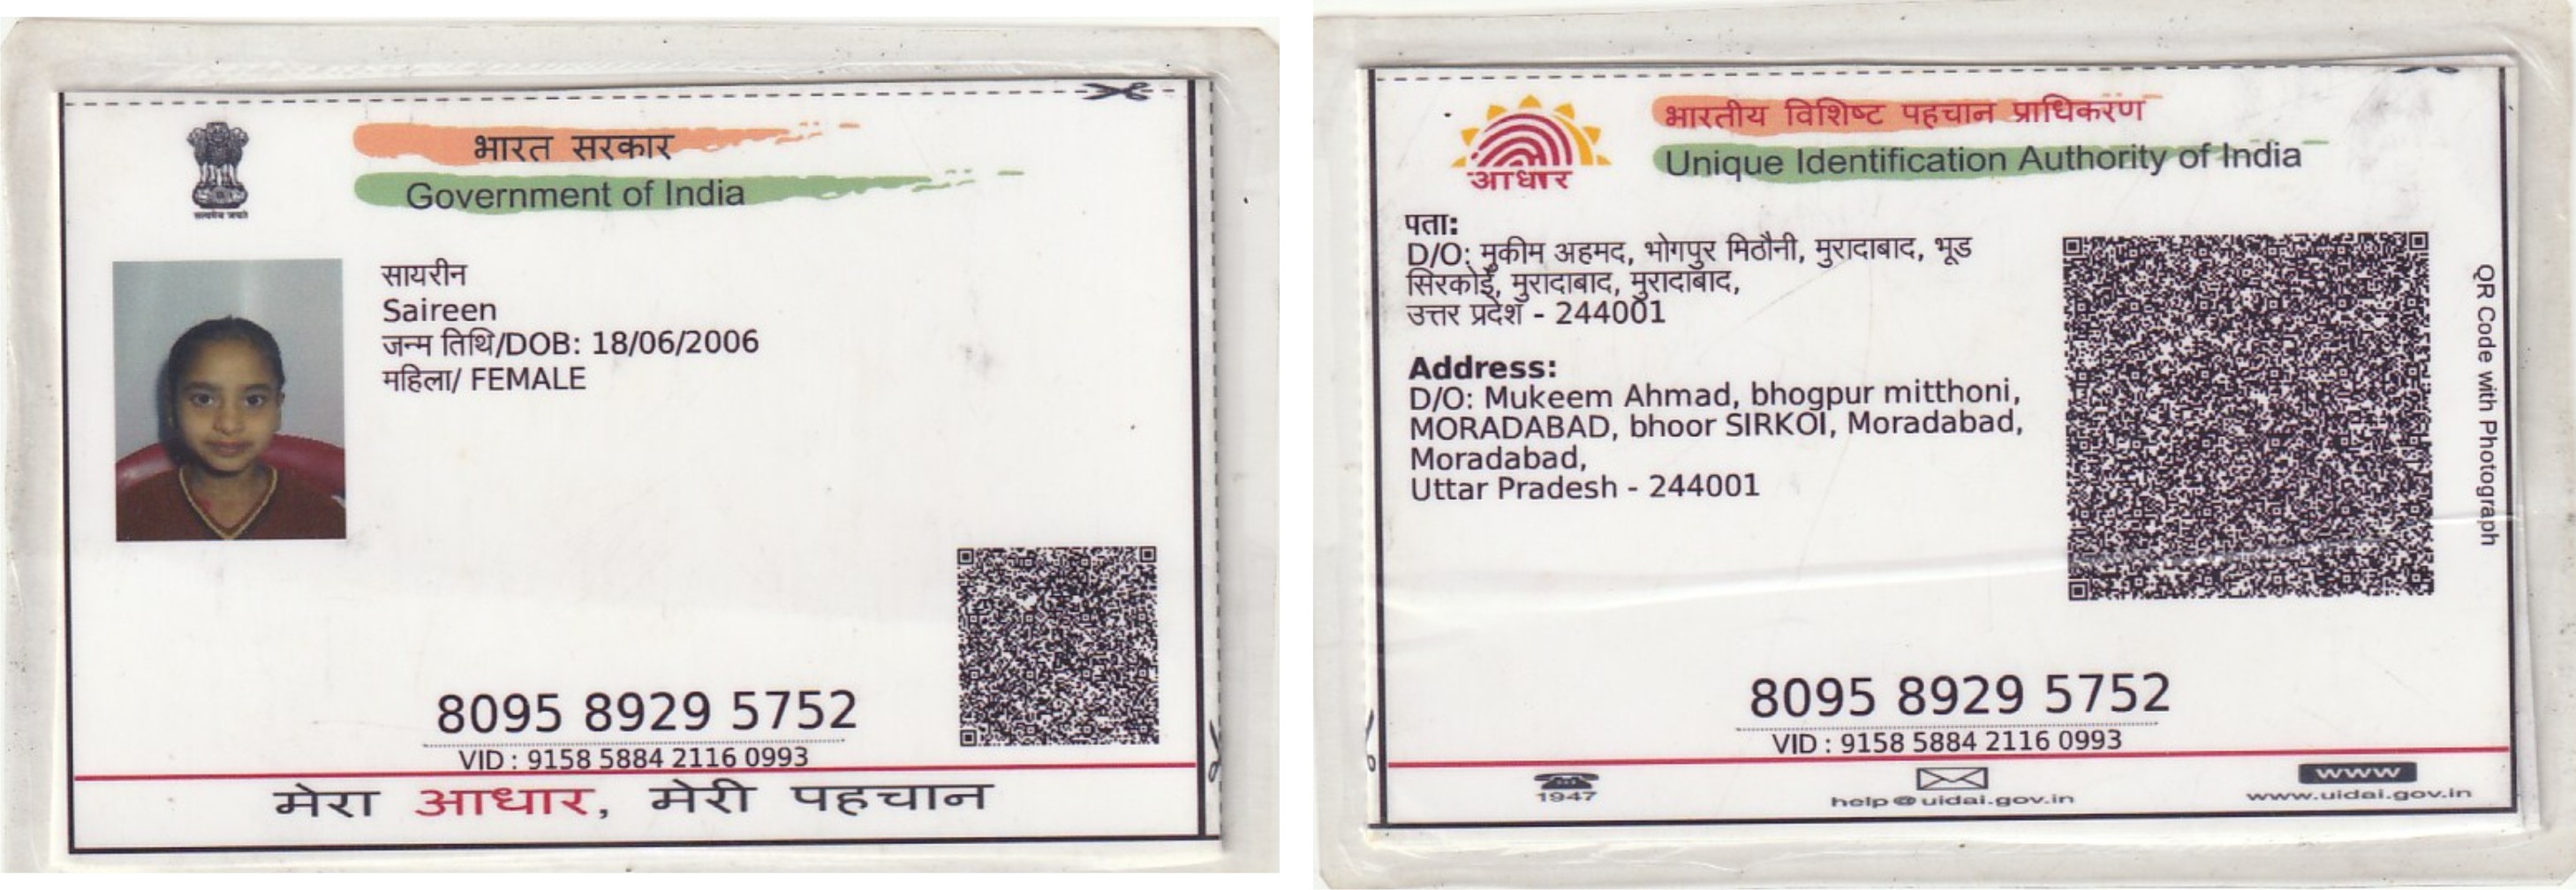 भारत सरकार
Government of India
सत्यमेव जयते
सायरीन
Saireen
जन्म तिथि/DOB: 18/06/2006
महिला/ FEMALE
8095 8929 5752
VID : 9158 5884 2116 0993
मेरा आधार, मेरी पहचान
भारतीय विशिष्ट पहचान प्राधिकरण
Unique Identification Authority of India
आधार
पता:
D/O: मुकीम अहमद, भोगपुर मिठौनी, मुरादाबाद, भूड
सिरकोई, मुरादाबाद, मुरादाबाद,
उत्तर प्रदेश - 244001
Address:
D/O: Mukeem Ahmad, bhogpur mitthoni,
MORADABAD, bhoor SIRKOI, Moradabad,
Moradabad,
Uttar Pradesh - 244001
QR Code with Photograph
8095 8929 5752
VID : 9158 5884 2116 0993
1947
help@uidai.gov.in
www
www.uidai.gov.in